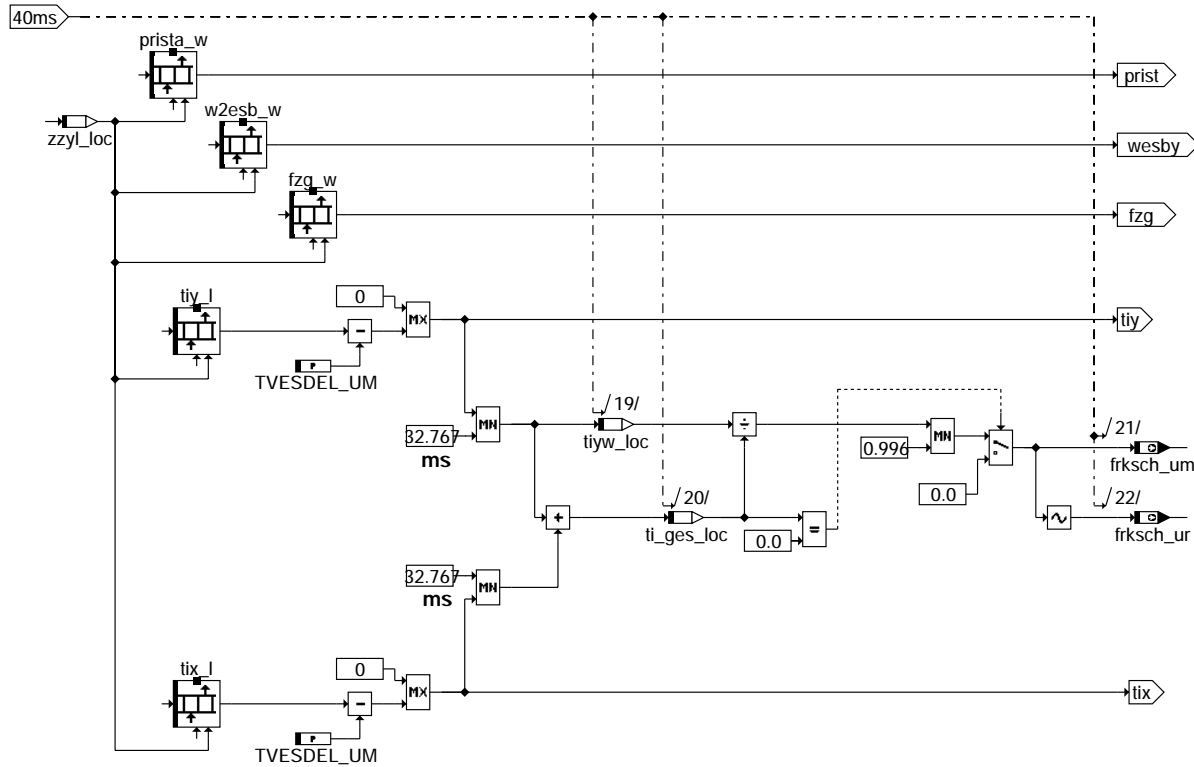 40ms
prista_w
prist
zzyl_loc
w2esb_w
wesby
fzg_w
fzg
tiy_l
0
MX
−
tiy
P
TVESDEL_UM
32.767
ms
MN
/ 19/
tiyw_loc
÷
0.996
MN
/ 21/
frksch_um
0.0
/ 20/
+
ti_ges_loc
0.0
=
/ 22/
frksch_ur
32.767
ms
MN
tix_l
0
MX
−
tix
P
TVESDEL_UM